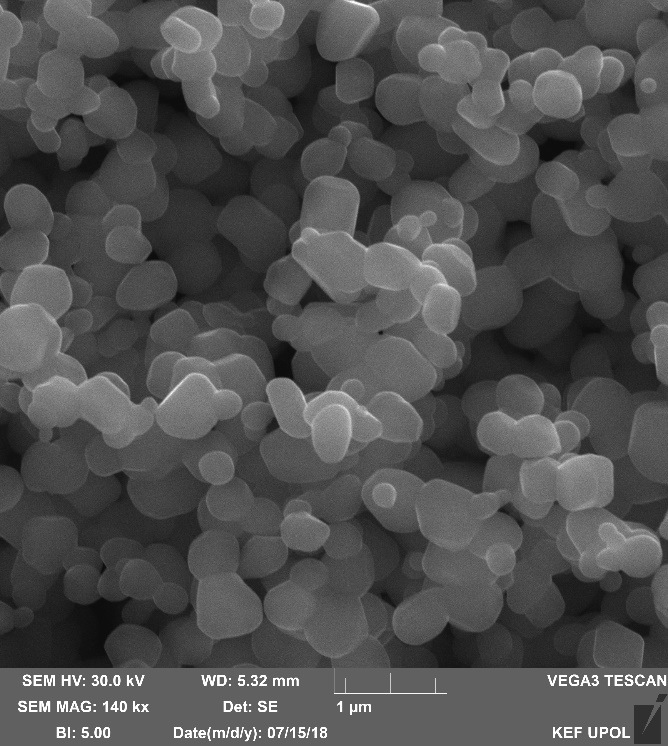 SEM HV: 30.0 kV WD: 5.32 mm VEGA3 TESCAN
SEM MAG: 140 kx Det: SE 1 µm
BI: 5.00 Date(m/d/y): 07/15/18 KEF UPOL